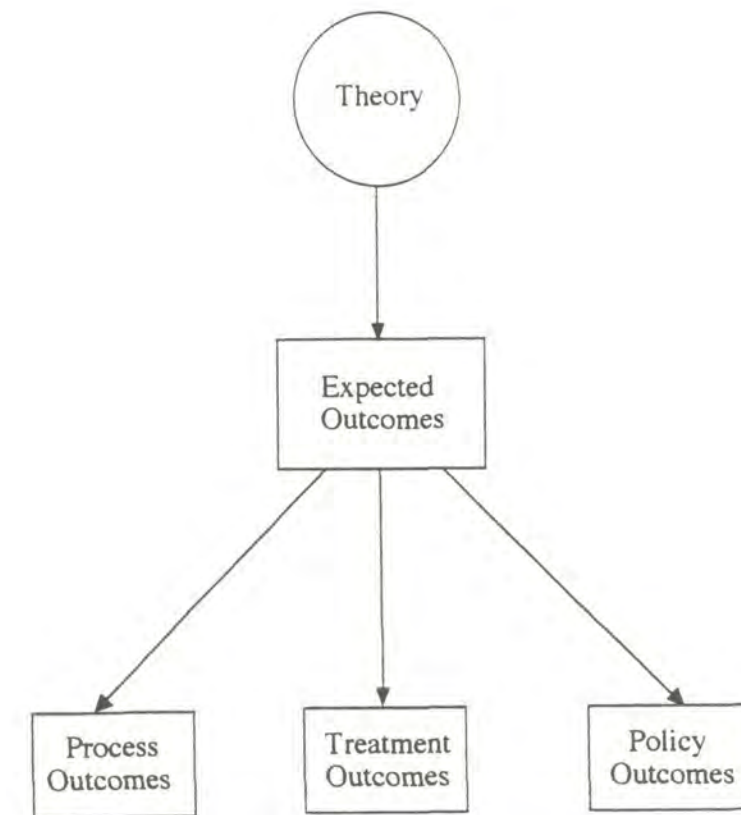 Theory
Expected
Outcomes
Process
Outcomes
Treatment
Outcomes
Policy
Outcomes